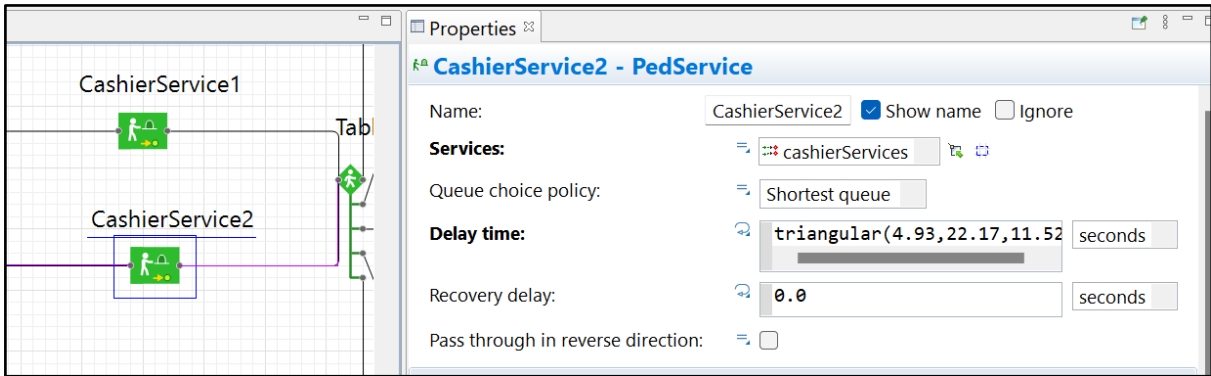 CashierService1
Tabl
CashierService2
Properties
CashierService2 - PedService
Name: CashierService2 Show name Ignore
Services: cashierServices
Queue choice policy: Shortest queue
Delay time: triangular(4.93,22.17,11.52 seconds
Recovery delay: 0.0 seconds
Pass through in reverse direction: